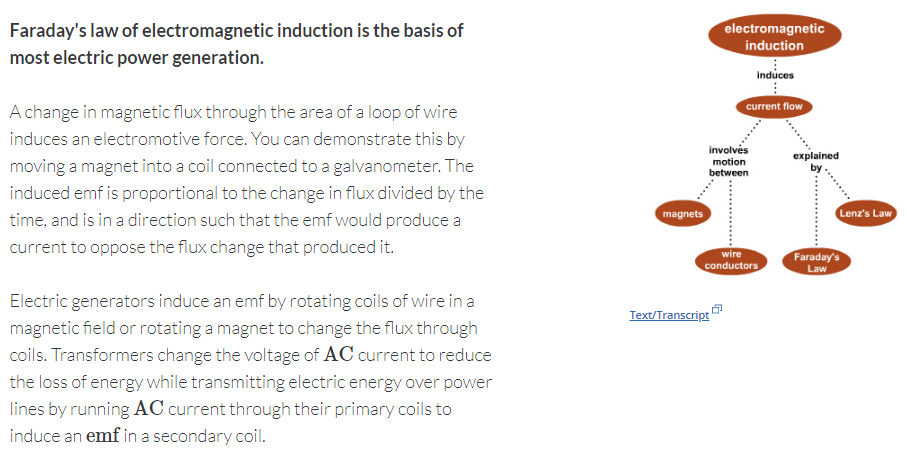 Faraday's law of electromagnetic induction is the basis of
most electric power generation.
A change in magnetic flux through the area of a loop of wire
induces an electromotive force. You can demonstrate this by
moving a magnet into a coil connected to a galvanometer. The
induced emf is proportional to the change in flux divided by the
time, and is in a direction such that the emf would produce a
current to oppose the flux change that produced it.
Electric generators induce an emf by rotating coils of wire in a
magnetic field or rotating a magnet to change the flux through
coils. Transformers change the voltage of AC current to reduce
the loss of energy while transmitting electric energy over power
lines by running AC current through their primary coils to
induce an emf in a secondary coil.
electromagnetic
induction
induces
current flow
involves
motion
between
explained
by
magnets
Lenz's Law
wire
conductors
Faraday's
Law
Text/Transcript